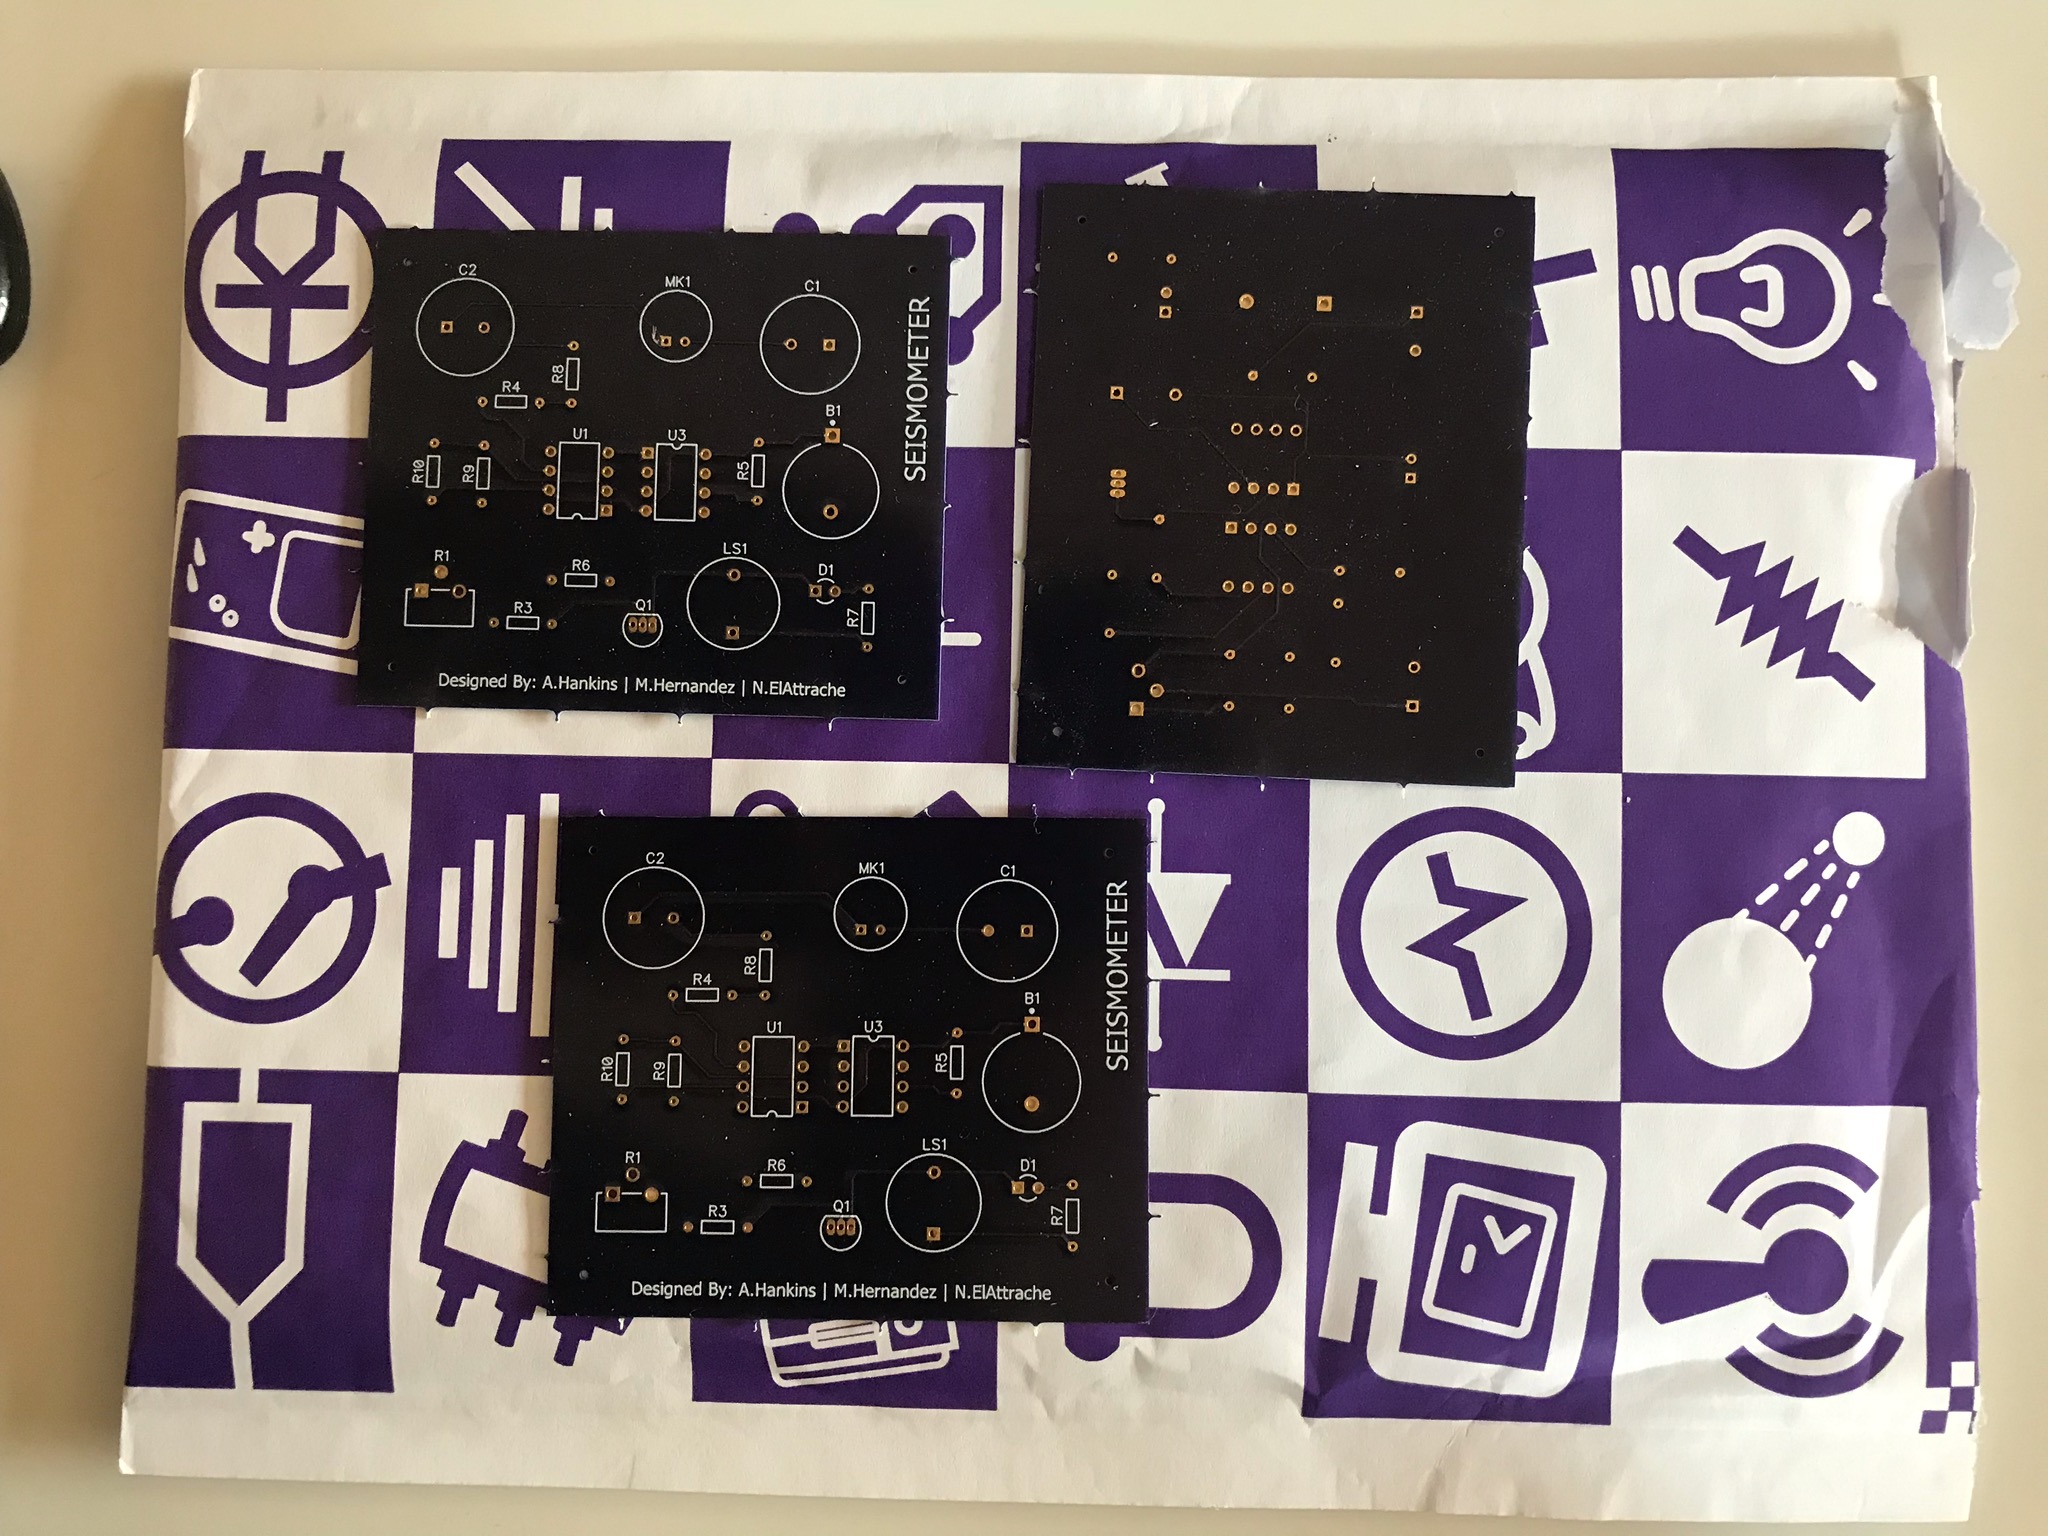 C2
MK1
C1
SEISMOMETER
R8
R4
B1
U1
U3
R10
R9
R5
R1
R6
LS1
D1
R3
Q1
R7
Designed By: A.Hankins | M.Hernandez | N.ElAttrache
C2
MK1
C1
SEISMOMETER
R8
R4
B1
U1
U3
R10
R9
R5
R1
R6
LS1
D1
R3
Q1
R7
Designed By: A.Hankins | M.Hernandez | N.ElAttrache